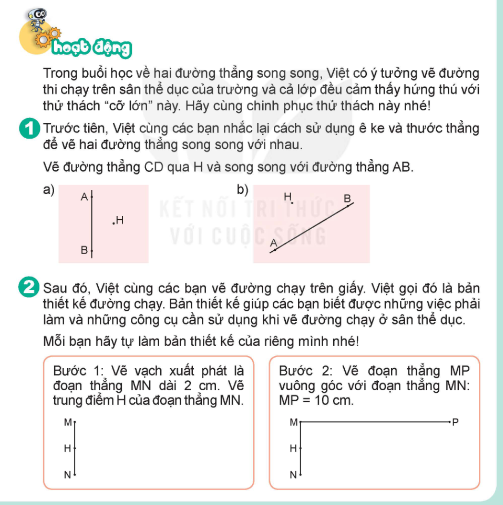 hoạt động
Trong buổi học về hai đường thẳng song song, Việt có ý tưởng vẽ đường
thi chạy trên sân thể dục của trường và cả lớp đều cảm thấy hứng thú với
thử thách “cỡ lớn” này. Hãy cùng chinh phục thử thách này nhé!
1 Trước tiên, Việt cùng các bạn nhắc lại cách sử dụng ê ke và thước thẳng
để vẽ hai đường thẳng song song với nhau.
Vẽ đường thẳng CD qua H và song song với đường thẳng AB.
a)
A
H
B
b)
H
B
A
KẾT NỐI TRI THỨC
VỚI CUỘC SỐNG
2 Sau đó, Việt cùng các bạn vẽ đường chạy trên giấy. Việt gọi đó là bản
thiết kế đường chạy. Bản thiết kế giúp các bạn biết được những việc phải
làm và những công cụ cần sử dụng khi vẽ đường chạy ở sân thể dục.
Mỗi bạn hãy tự làm bản thiết kế của riêng mình nhé!
Bước 1: Vẽ vạch xuất phát là
đoạn thẳng MN dài 2 cm. Vẽ
trung điểm H của đoạn thẳng MN.
M
H
N
Bước 2: Vẽ đoạn thẳng MP
vuông góc với đoạn thẳng MN:
MP = 10 cm.
M P
H
N